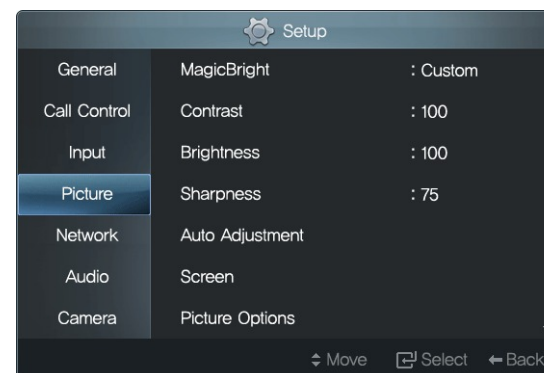 Setup
General
Call Control
Input
Picture
Network
Audio
Camera
MagicBright : Custom
Contrast : 100
Brightness : 100
Sharpness : 75
Auto Adjustment
Screen
Picture Options
Move Select Back